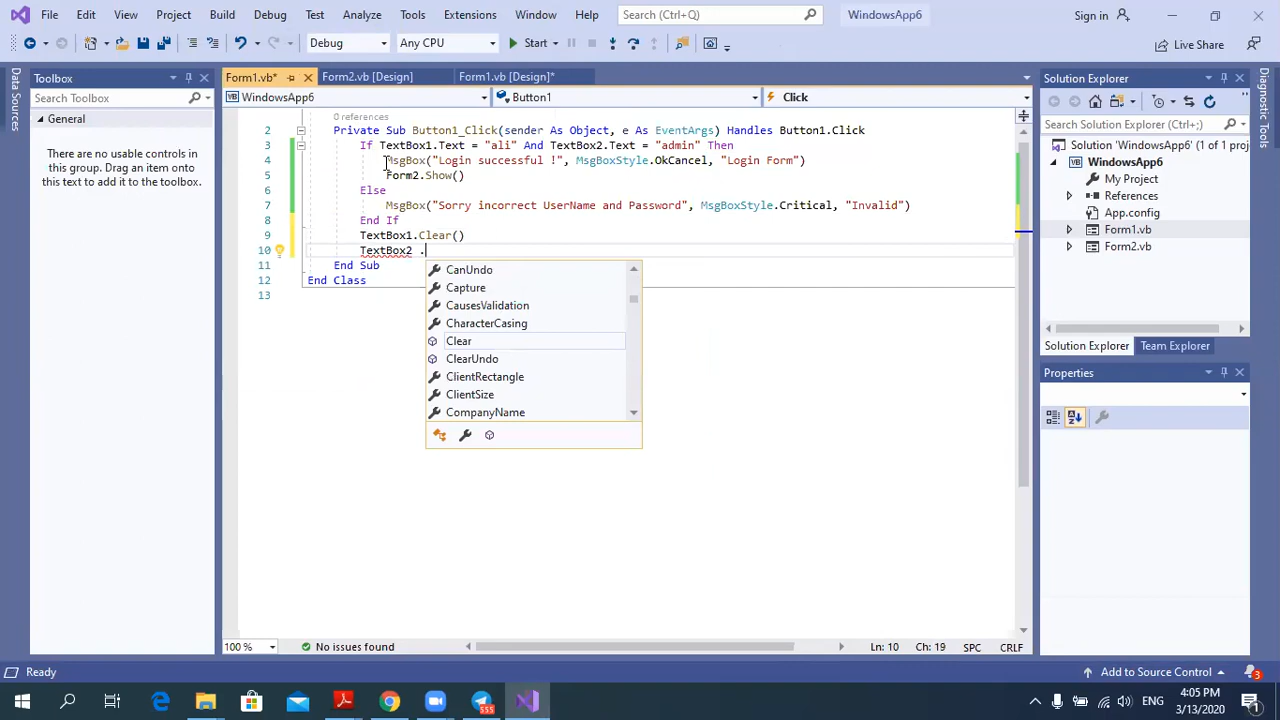 File Edit View Project Build Debug Test Analyze Tools Extensions Window Help Search (Ctrl+Q) WindowsApp6 Sign in
Debug Any CPU Start Live Share
Data Sources
Toolbox
Search Toolbox
General
There are no usable controls in
this group. Drag an item onto
this text to add it to the toolbox.
Form1.vb* Form2.vb [Design] Form1.vb [Design]*
WindowsApp6 Button1 Click
0 references
2 Private Sub Button1_Click(sender As Object, e As EventArgs) Handles Button1.Click
3 If TextBox1.Text = "ali" And TextBox2.Text = "admin" Then
4 MsgBox("Login successful !", MsgBoxStyle.OkCancel, "Login Form")
5 Form2.Show()
6 Else
7 MsgBox("Sorry incorrect UserName and Password", MsgBoxStyle.Critical, "Invalid")
8 End If
9 TextBox1.Clear()
10 TextBox2 .
11 End Sub
12 End Class
13
CanUndo
Capture
CausesValidation
CharacterCasing
Clear
ClearUndo
ClientRectangle
ClientSize
CompanyName
100 % No issues found Ln: 10 Ch: 19 SPC CRLF
Solution Explorer
Search Solution Explorer (Ctrl+;)
Solution 'WindowsApp6' (1 of 1 project)
WindowsApp6
My Project
References
App.config
Form1.vb
Form2.vb
Solution Explorer Team Explorer
Properties
Diagnostic Tools
Ready Add to Source Control 3
555
ENG 4:05 PM
3/13/2020 1